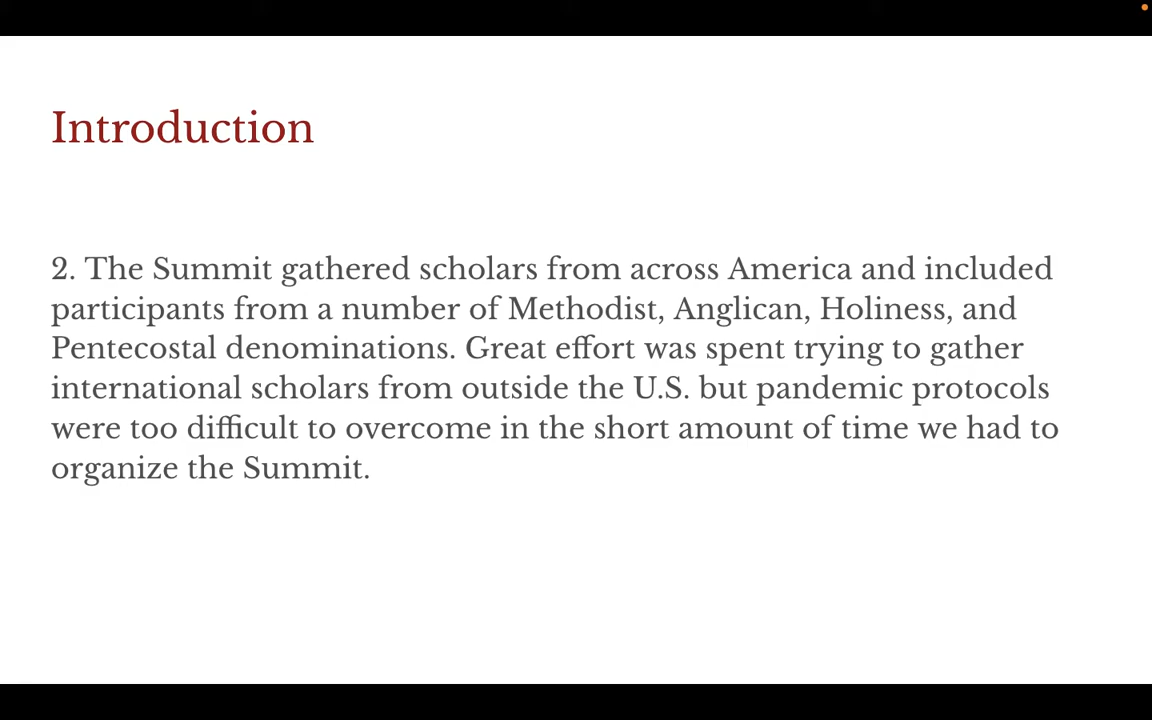 Introduction
2. The Summit gathered scholars from across America and included
participants from a number of Methodist, Anglican, Holiness, and
Pentecostal denominations. Great effort was spent trying to gather
international scholars from outside the U.S. but pandemic protocols
were too difficult to overcome in the short amount of time we had to
organize the Summit.